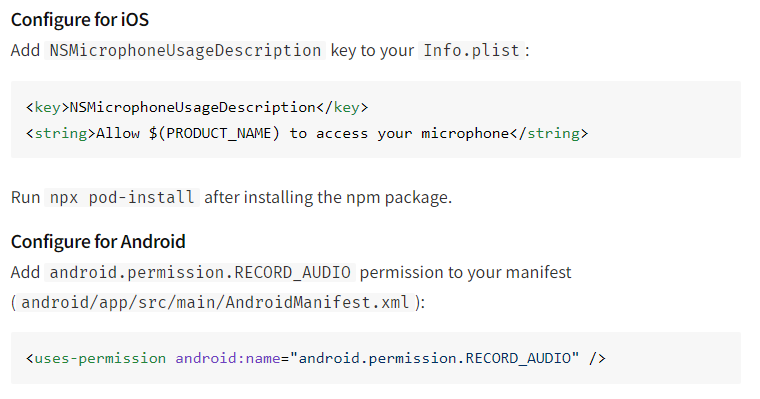 Configure for iOS
Add NSMicrophoneUsageDescription key to your Info.plist :
<key>NSMicrophoneUsageDescription</key>
<string>Allow $(PRODUCT_NAME) to access your microphone</string>
Run npx pod-install after installing the npm package.
Configure for Android
Add android.permission.RECORD_AUDIO permission to your manifest
( android/app/src/main/AndroidManifest.xml ):
<uses-permission android:name="android.permission.RECORD_AUDIO" />